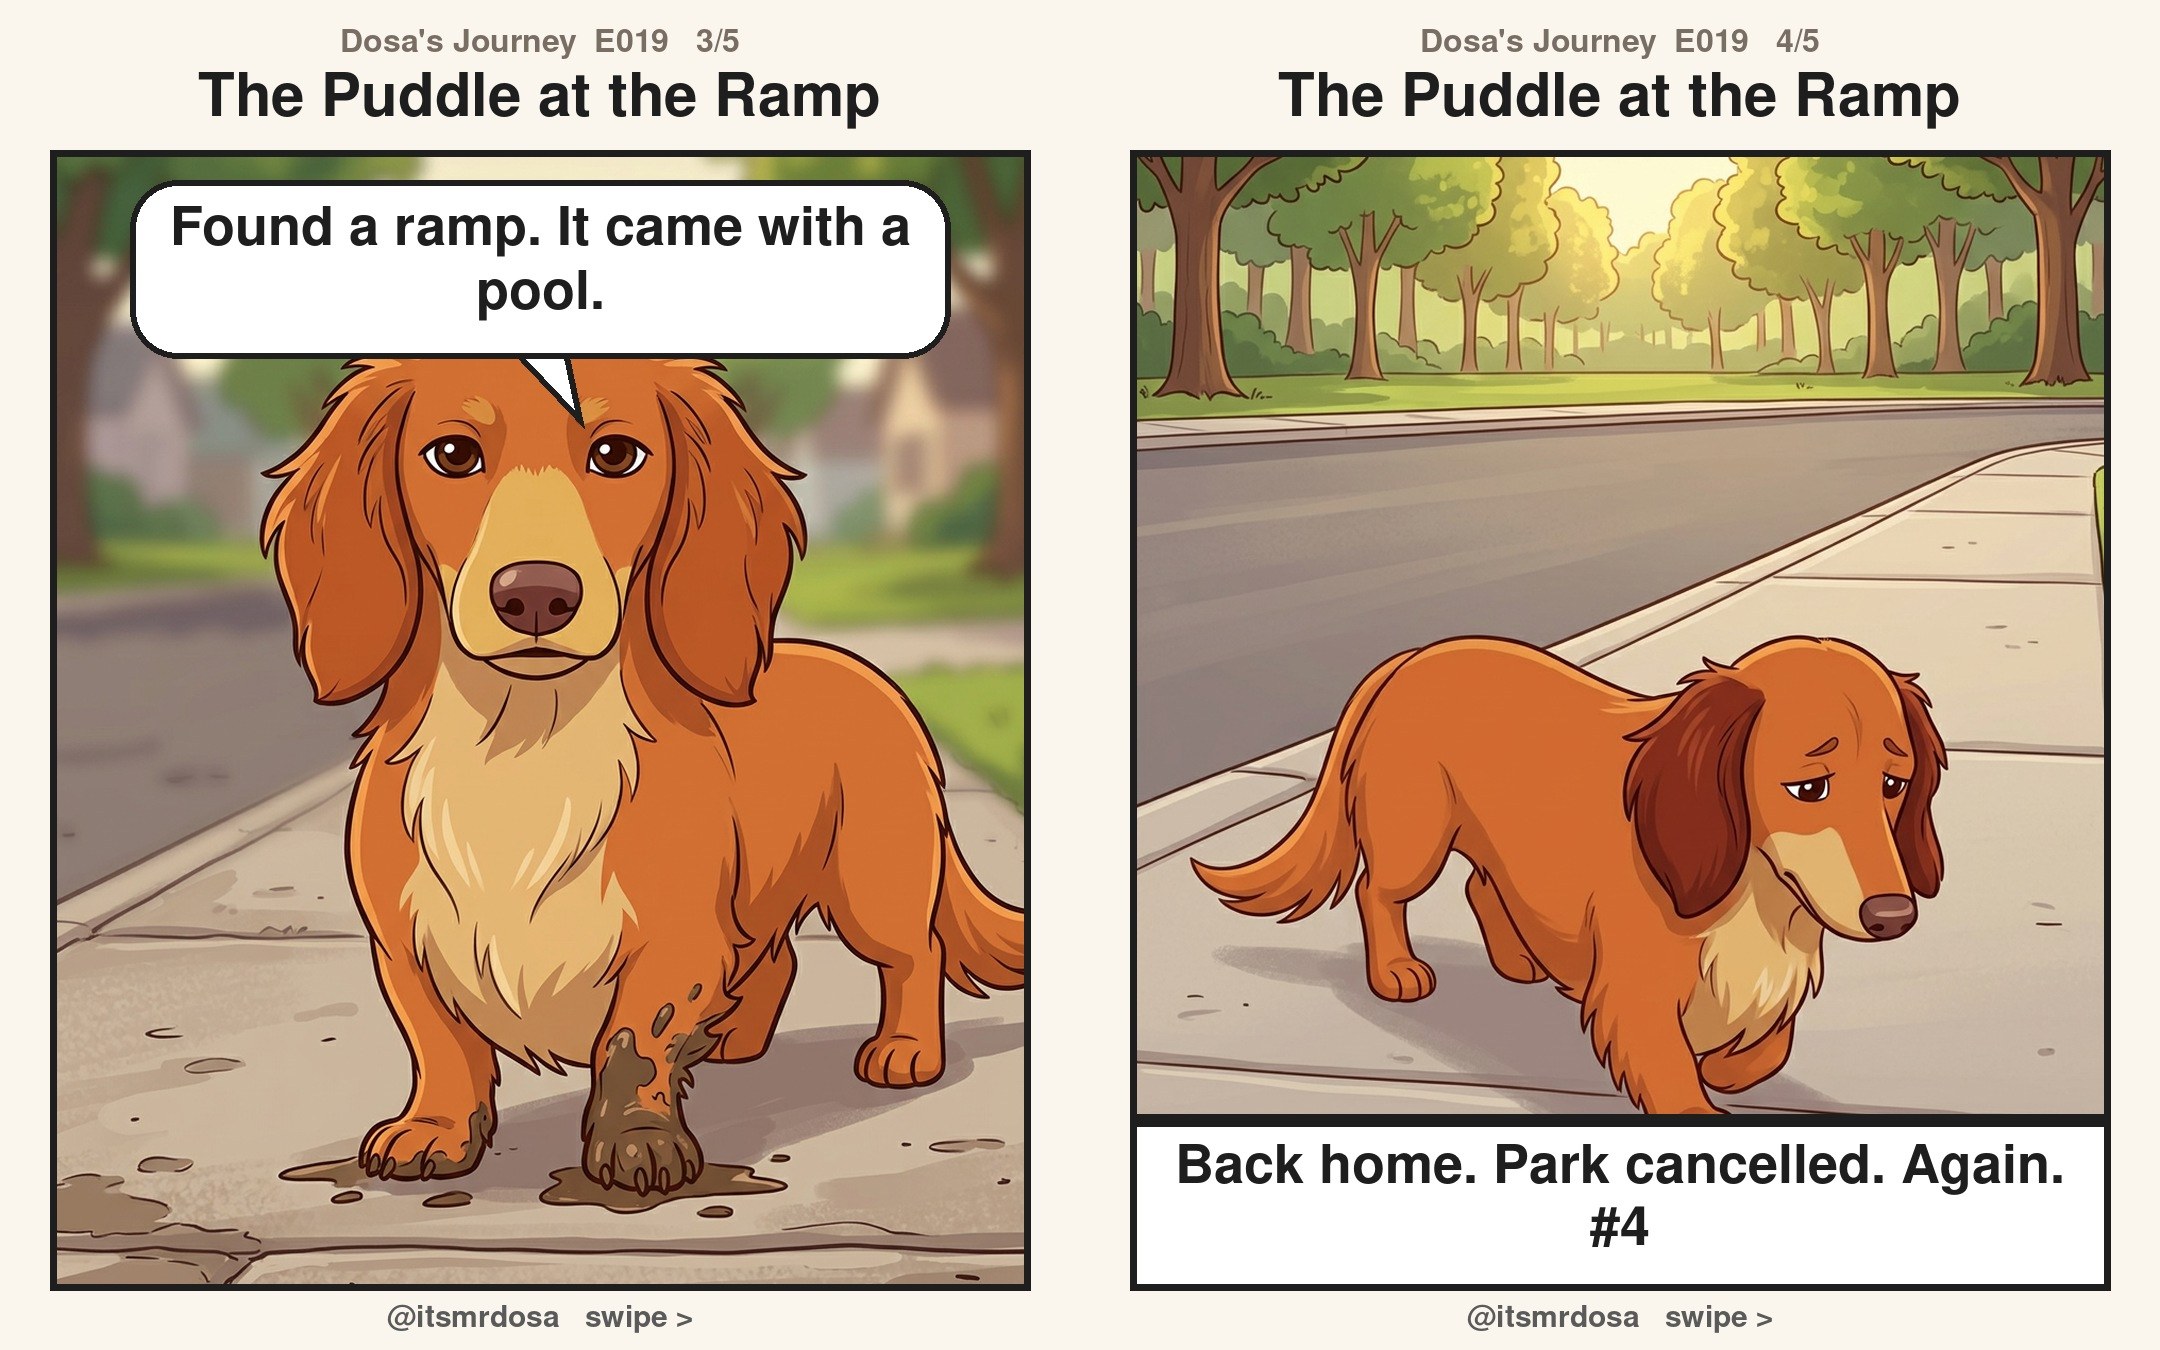 Dosa's Journey E019 3/5
The Puddle at the Ramp
Found a ramp. It came with a
pool.
@itsmrdosa swipe >
Dosa's Journey E019 4/5
The Puddle at the Ramp
Back home. Park cancelled. Again.
#4
@itsmrdosa swipe >